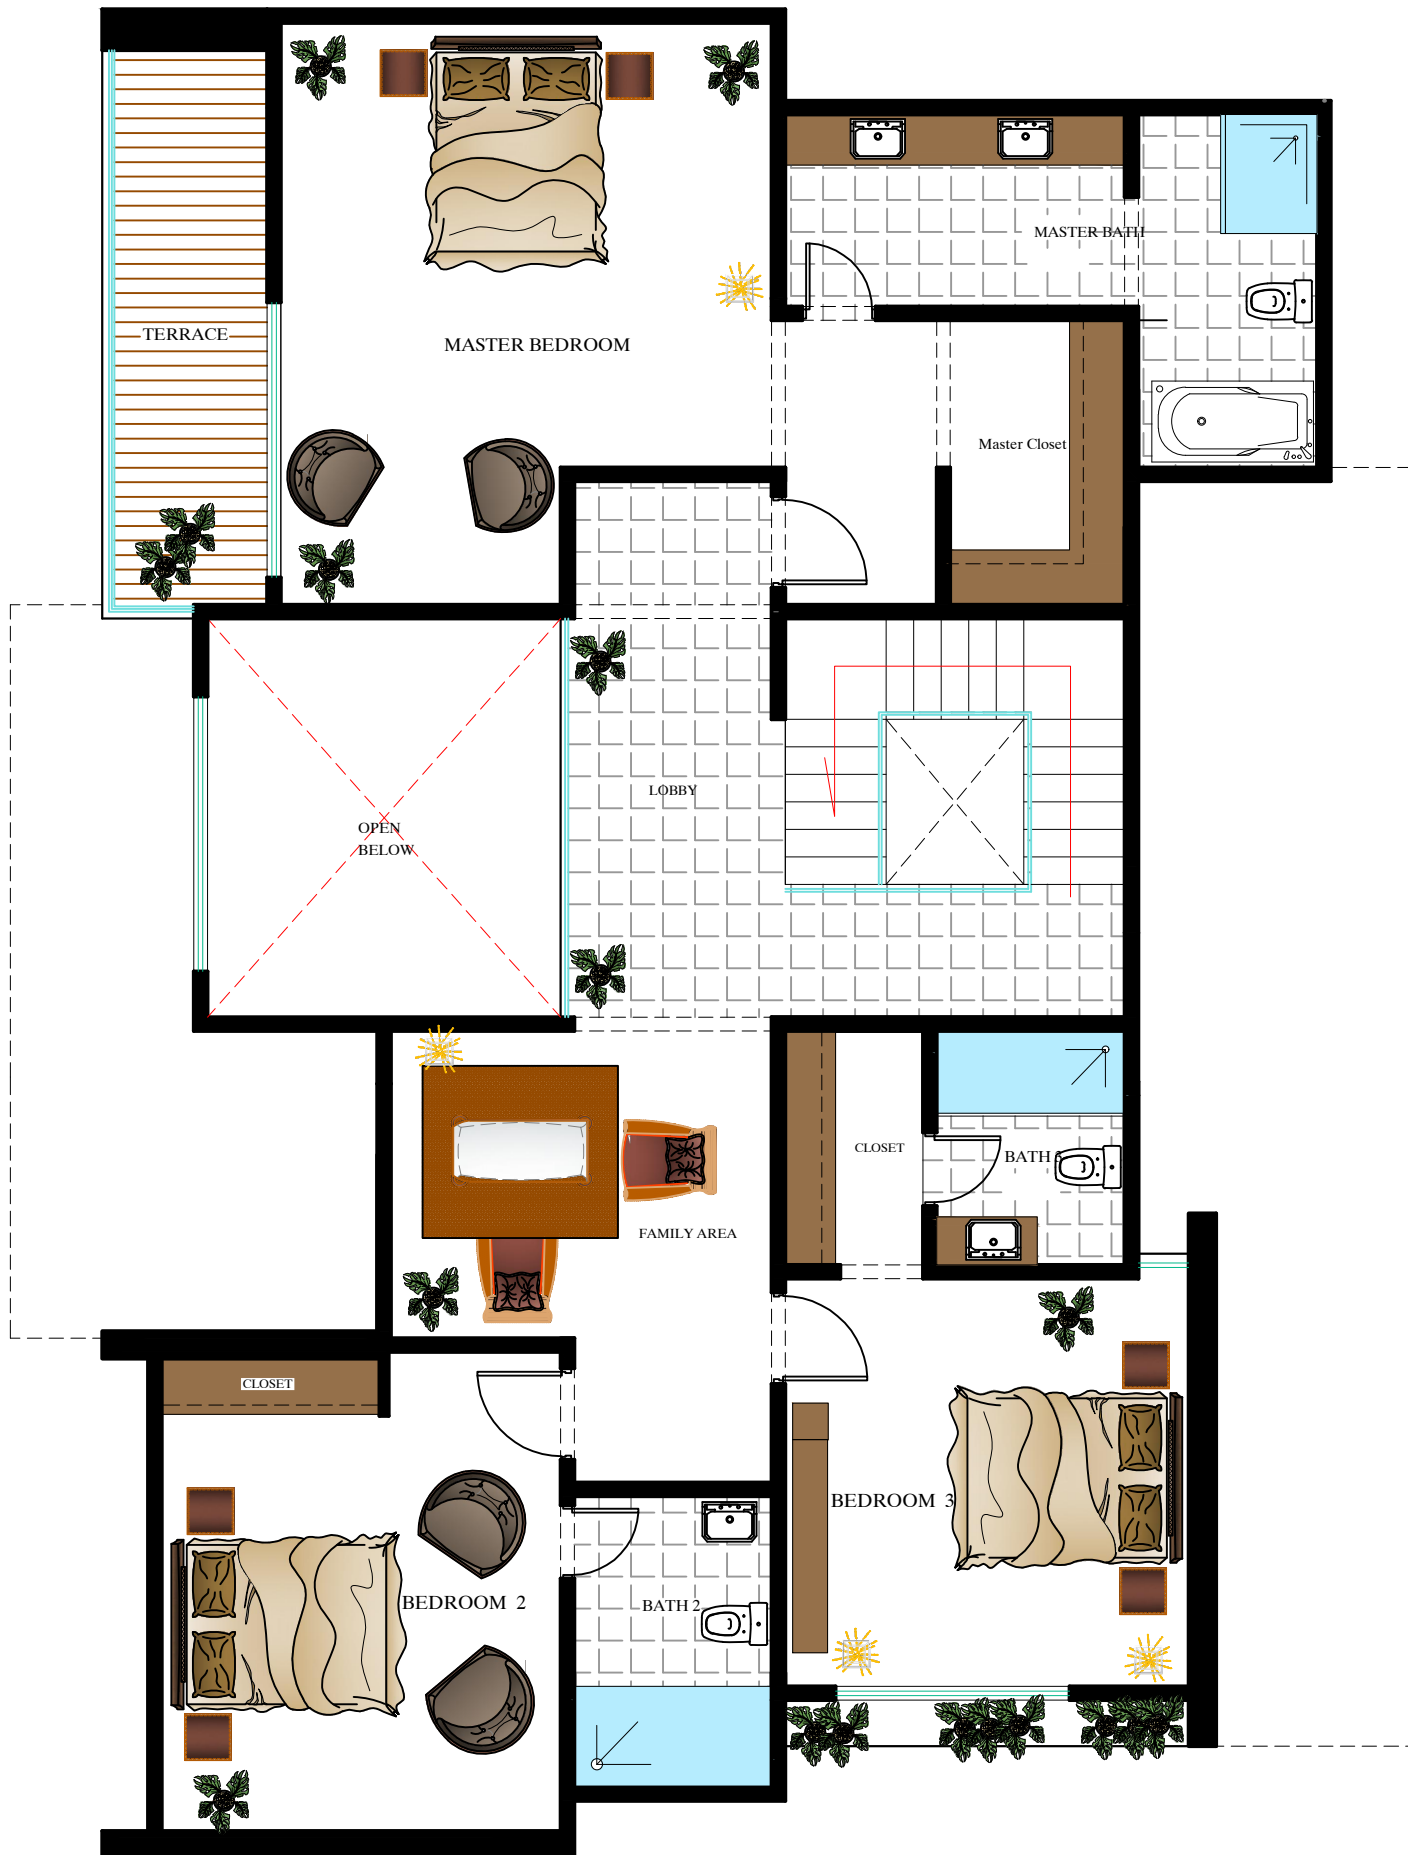 MASTER BATH
TERRACE
MASTER BEDROOM
Master Closet
LOBBY
OPEN
BELOW
CLOSET
BATH 3
FAMILY AREA
CLOSET
BEDROOM 3
BEDROOM 2
BATH 2